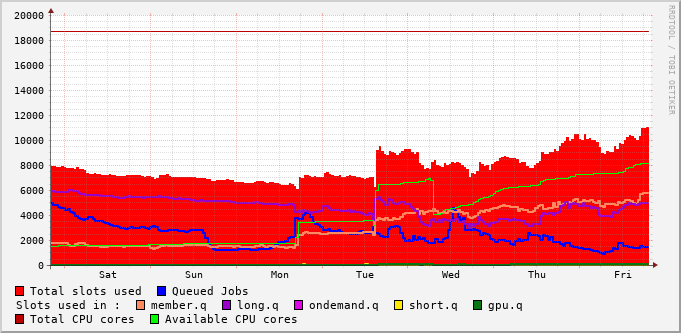 RRDTOOL / TOBI OETIKER
20000
18000
16000
14000
12000
10000
8000
6000
4000
2000
0
Sat Sun Mon Tue Wed Thu Fri
Total slots used Queued Jobs
Slots used in : member.q long.q ondemand.q short.q gpu.q
Total CPU cores Available CPU cores